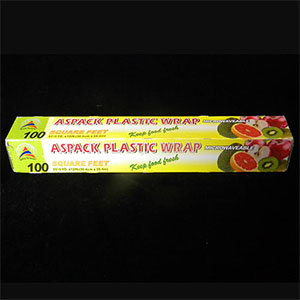 ASPACK PLASTIC WRAP MICROWAVEABLE
100 SQUARE FEET
Keep food fresh
ASPACK PLASTIC WRAP MICROWAVEABLE
SQUARE FEET
100
Keep food fresh